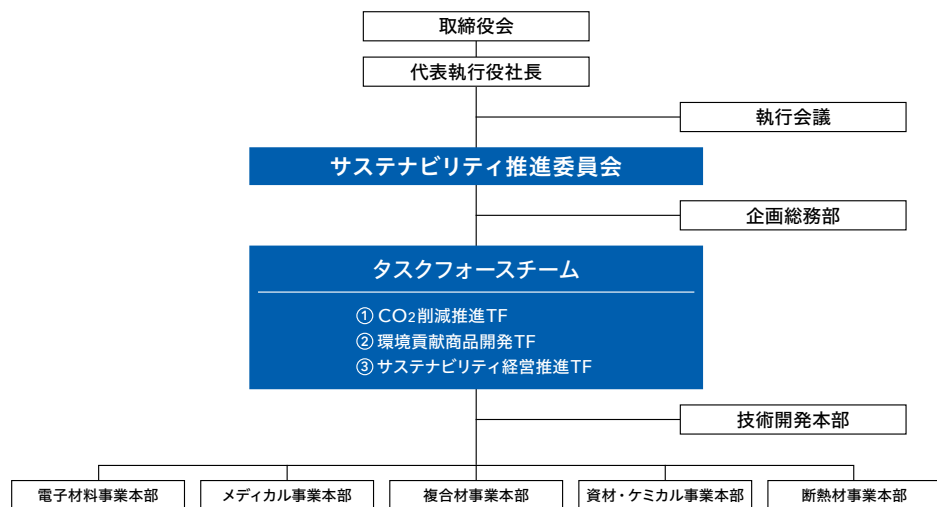 取締役会
代表執行役社長
執行会議
サステナビリティ推進委員会
企画総務部
タスクフォースチーム
① CO2削減推進TF
② 環境貢献商品開発TF
③ サステナビリティ経営推進TF
技術開発本部
電子材料事業本部
メディカル事業本部
複合材事業本部
資材・ケミカル事業本部
断熱材事業本部